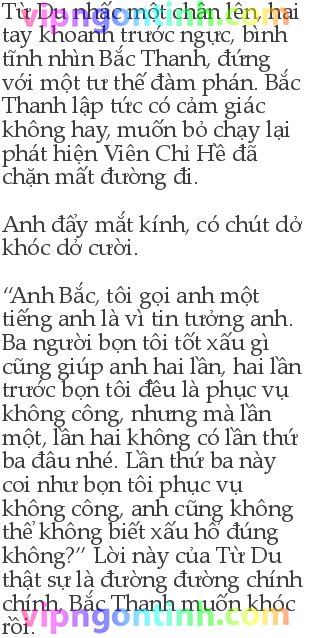 Từ Du nhấc một chân lên, hai
tay khoanh trước ngực, bình
tĩnh nhìn Bắc Thanh, đứng
với một tư thế đàm phán. Bắc
Thanh lập tức có cảm giác
không hay, muốn bỏ chạy lại
phát hiện Viên Chi Hề đã
chặn mất đường đi.
Anh đẩy mắt kính, có chút dở
khóc dở cười.
“Anh Bắc, tôi gọi anh một
tiếng anh là vì tin tưởng anh.
Ba người bọn tôi tốt xấu gì
cũng giúp anh hai lần, hai lần
trước bọn tôi đều là phục vụ
không công, nhưng mà lần
một, lần hai không có lần thứ
ba đâu nhé. Lần thứ ba này
coi như bọn tôi phục vụ
không công, anh cũng không
thể không biết xấu hổ đúng
không?” Lời này của Từ Du
thật sự là đường đường chính
chính, Bắc Thanh muốn khóc
rồi.
vipngontinh.com
vipngontinh.com